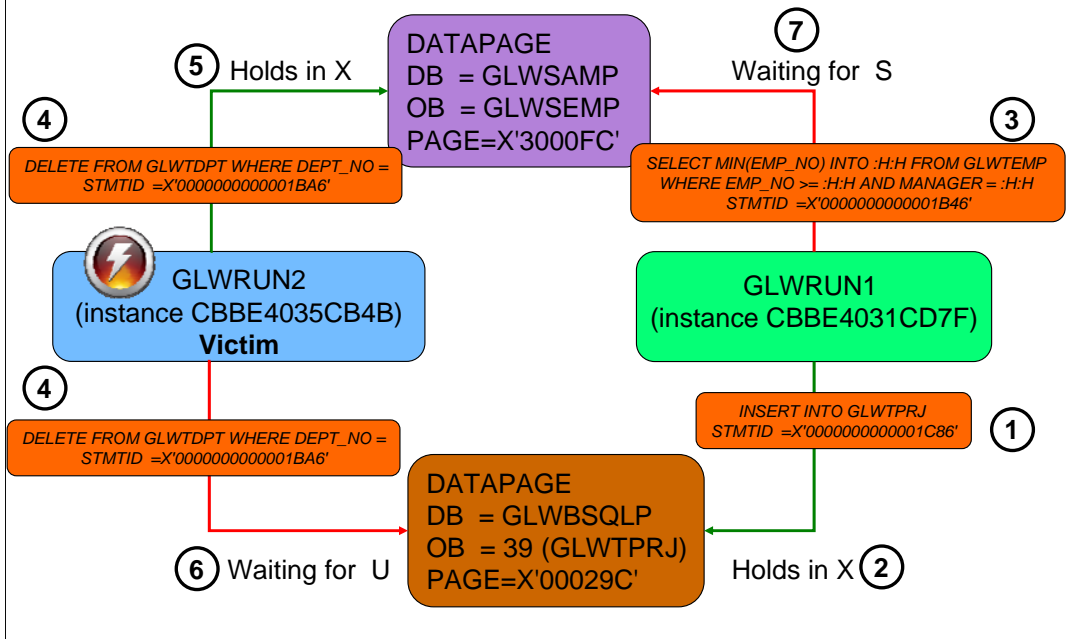 7
5
Holds in X
DATAPAGE
DB = GLWSAMP
OB = GLWSEMP
PAGE=X'3000FC'
Waiting for S
4
DELETE FROM GLWTDPT WHERE DEPT_NO =
STMTID =X'0000000000001BA6'
3
SELECT MIN(EMP_NO) INTO :H:H FROM GLWTEMP
WHERE EMP_NO >= :H:H AND MANAGER = :H:H
STMTID =X'0000000000001B46'
GLWRUN2
(instance CBBE4035CB4B)
Victim
GLWRUN1
(instance CBBE4031CD7F)
4
DELETE FROM GLWTDPT WHERE DEPT_NO =
STMTID =X'0000000000001BA6'
INSERT INTO GLWTPRJ
STMTID =X'0000000000001C86'
1
DATAPAGE
DB = GLWBSQLP
OB = 39 (GLWTPRJ)
PAGE=X'00029C'
6
Waiting for U
Holds in X
2